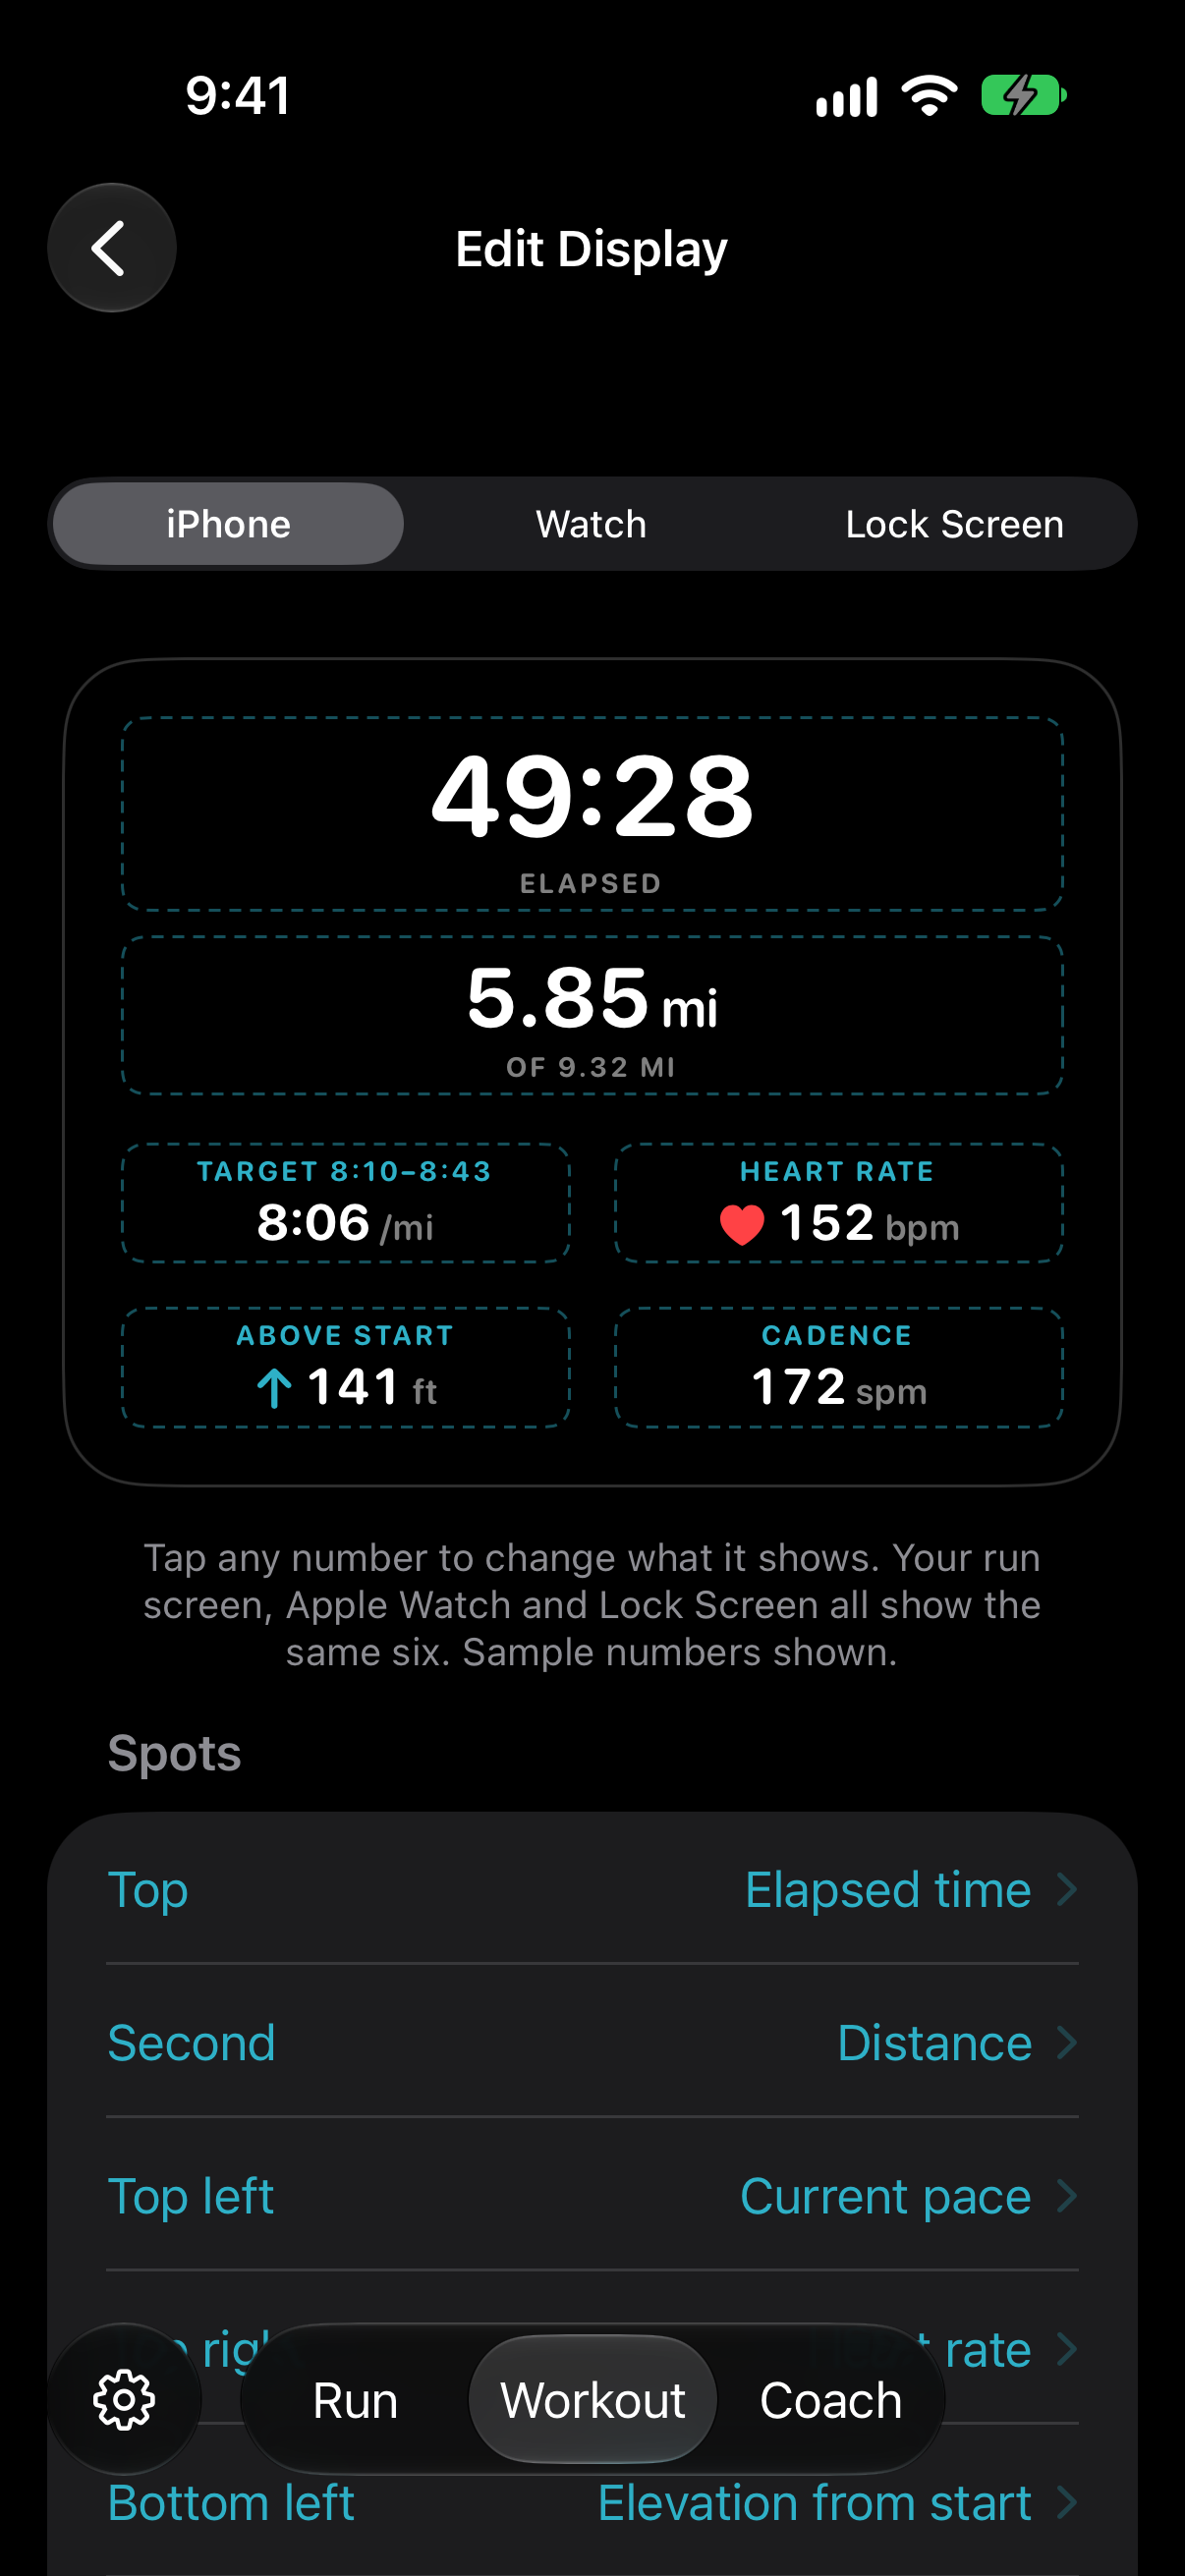 9:41
Edit Display
iPhone Watch Lock Screen
49:28
ELAPSED
5.85 mi
OF 9.32 MI
TARGET 8:10–8:43
8:06 /mi
HEART RATE
152 bpm
ABOVE START
↑ 141 ft
CADENCE
172 spm
Tap any number to change what it shows. Your run
screen, Apple Watch and Lock Screen all show the
same six. Sample numbers shown.
Spots
Top Elapsed time
Second Distance
Top left Current pace
rate
Run Workout Coach
Bottom left Elevation from start